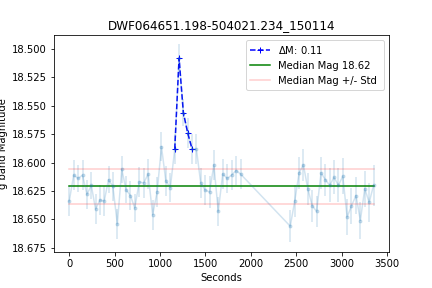 DWF064651.198-504021.234_150114
18.500
18.525
18.550
18.575
18.600
18.625
18.650
18.675
g band Magnitude
ΔM: 0.11
Median Mag 18.62
Median Mag +/- Std
0
500
1000
1500
2000
2500
3000
3500
Seconds